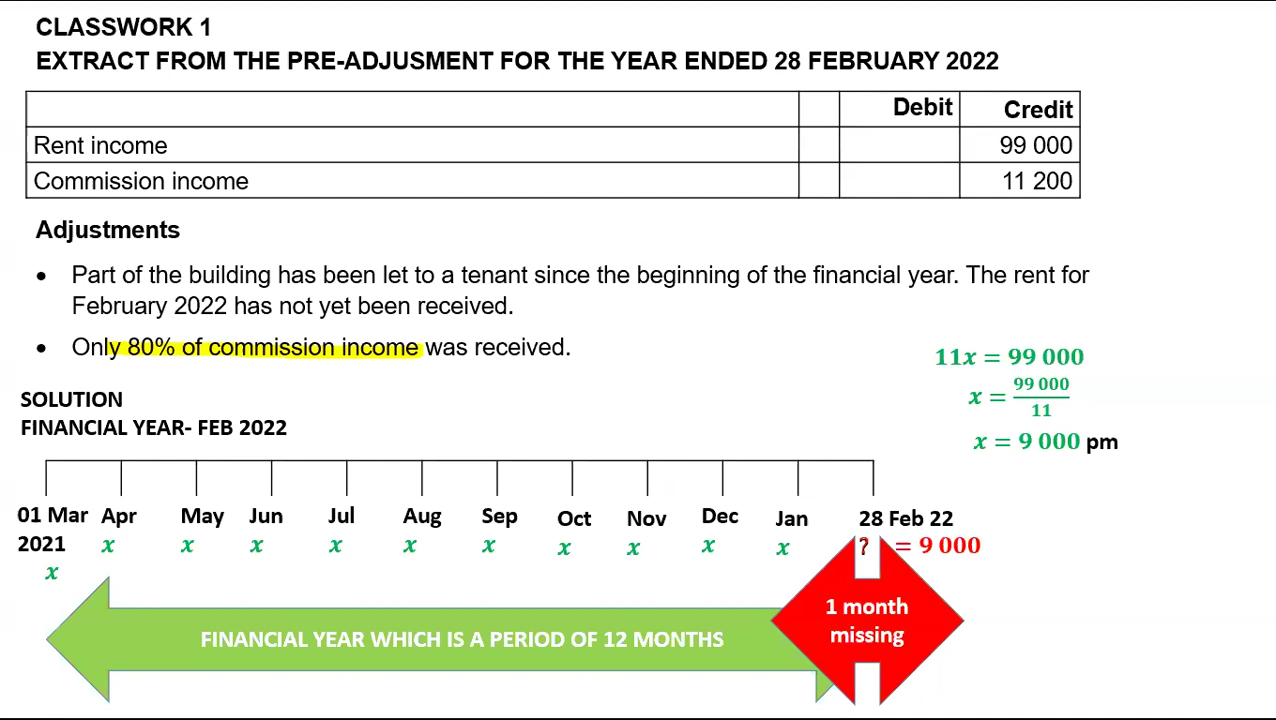 CLASSWORK 1
EXTRACT FROM THE PRE-ADJUSMENT FOR THE YEAR ENDED 28 FEBRUARY 2022
Debit Credit
Rent income 99 000
Commission income 11 200
Adjustments
• Part of the building has been let to a tenant since the beginning of the financial year. The rent for
February 2022 has not yet been received.
• Only 80% of commission income was received.
11x = 99 000
x = 99 000 / 11
x = 9 000 pm
SOLUTION
FINANCIAL YEAR- FEB 2022
01 Mar Apr May Jun Jul Aug Sep Oct Nov Dec Jan 28 Feb 22
2021 x x x x x x x x x x ? = 9 000
x
FINANCIAL YEAR WHICH IS A PERIOD OF 12 MONTHS
1 month
missing